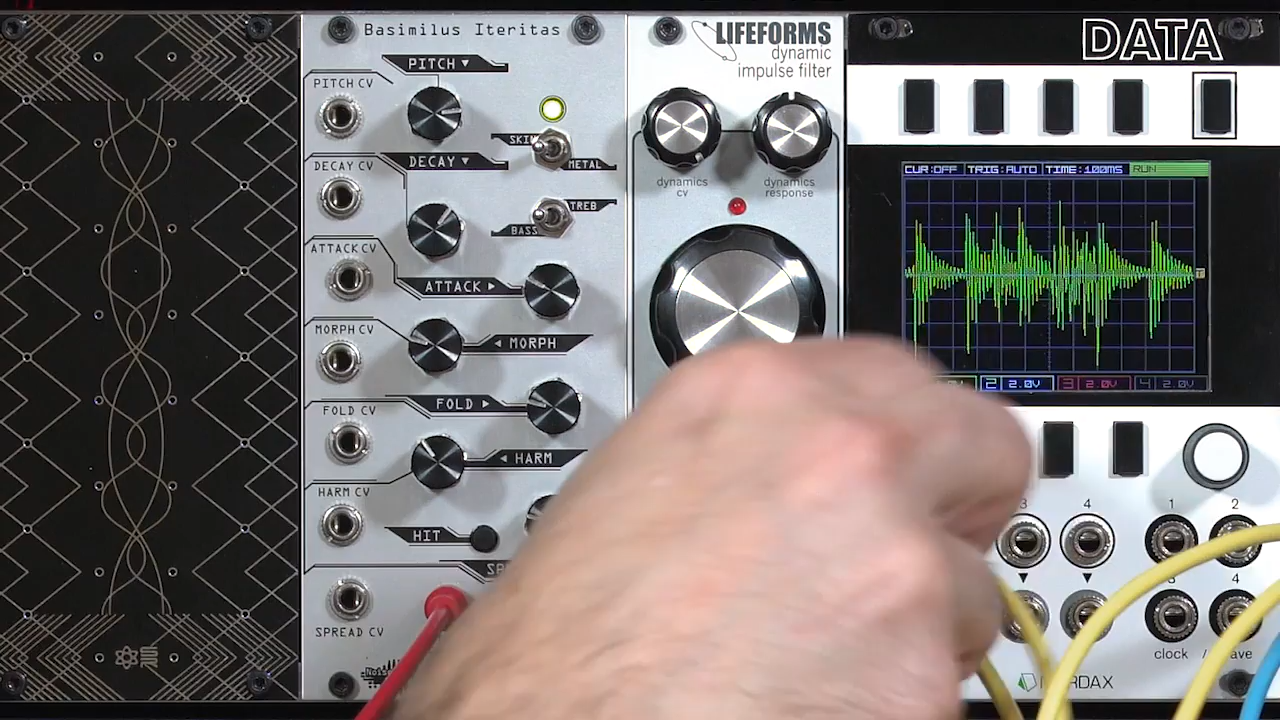 Basimilus Iteritas
PITCH
PITCH CV
SKIN
METAL
DECAY CV
DECAY
TREB
BASS
ATTACK CV
ATTACK
MORPH CV
MORPH
FOLD
FOLD CV
HARM
HARM CV
HIT
SPREAD CV
LIFEFORMS
dynamic
impulse filter
dynamics
cv
dynamics
response
DATA
CUR:OFF TRIG:AUTO TIME:100MS RUN
2 2.0V 3 2.0V 4 2.0V
3 4 1 2
3 4
clock